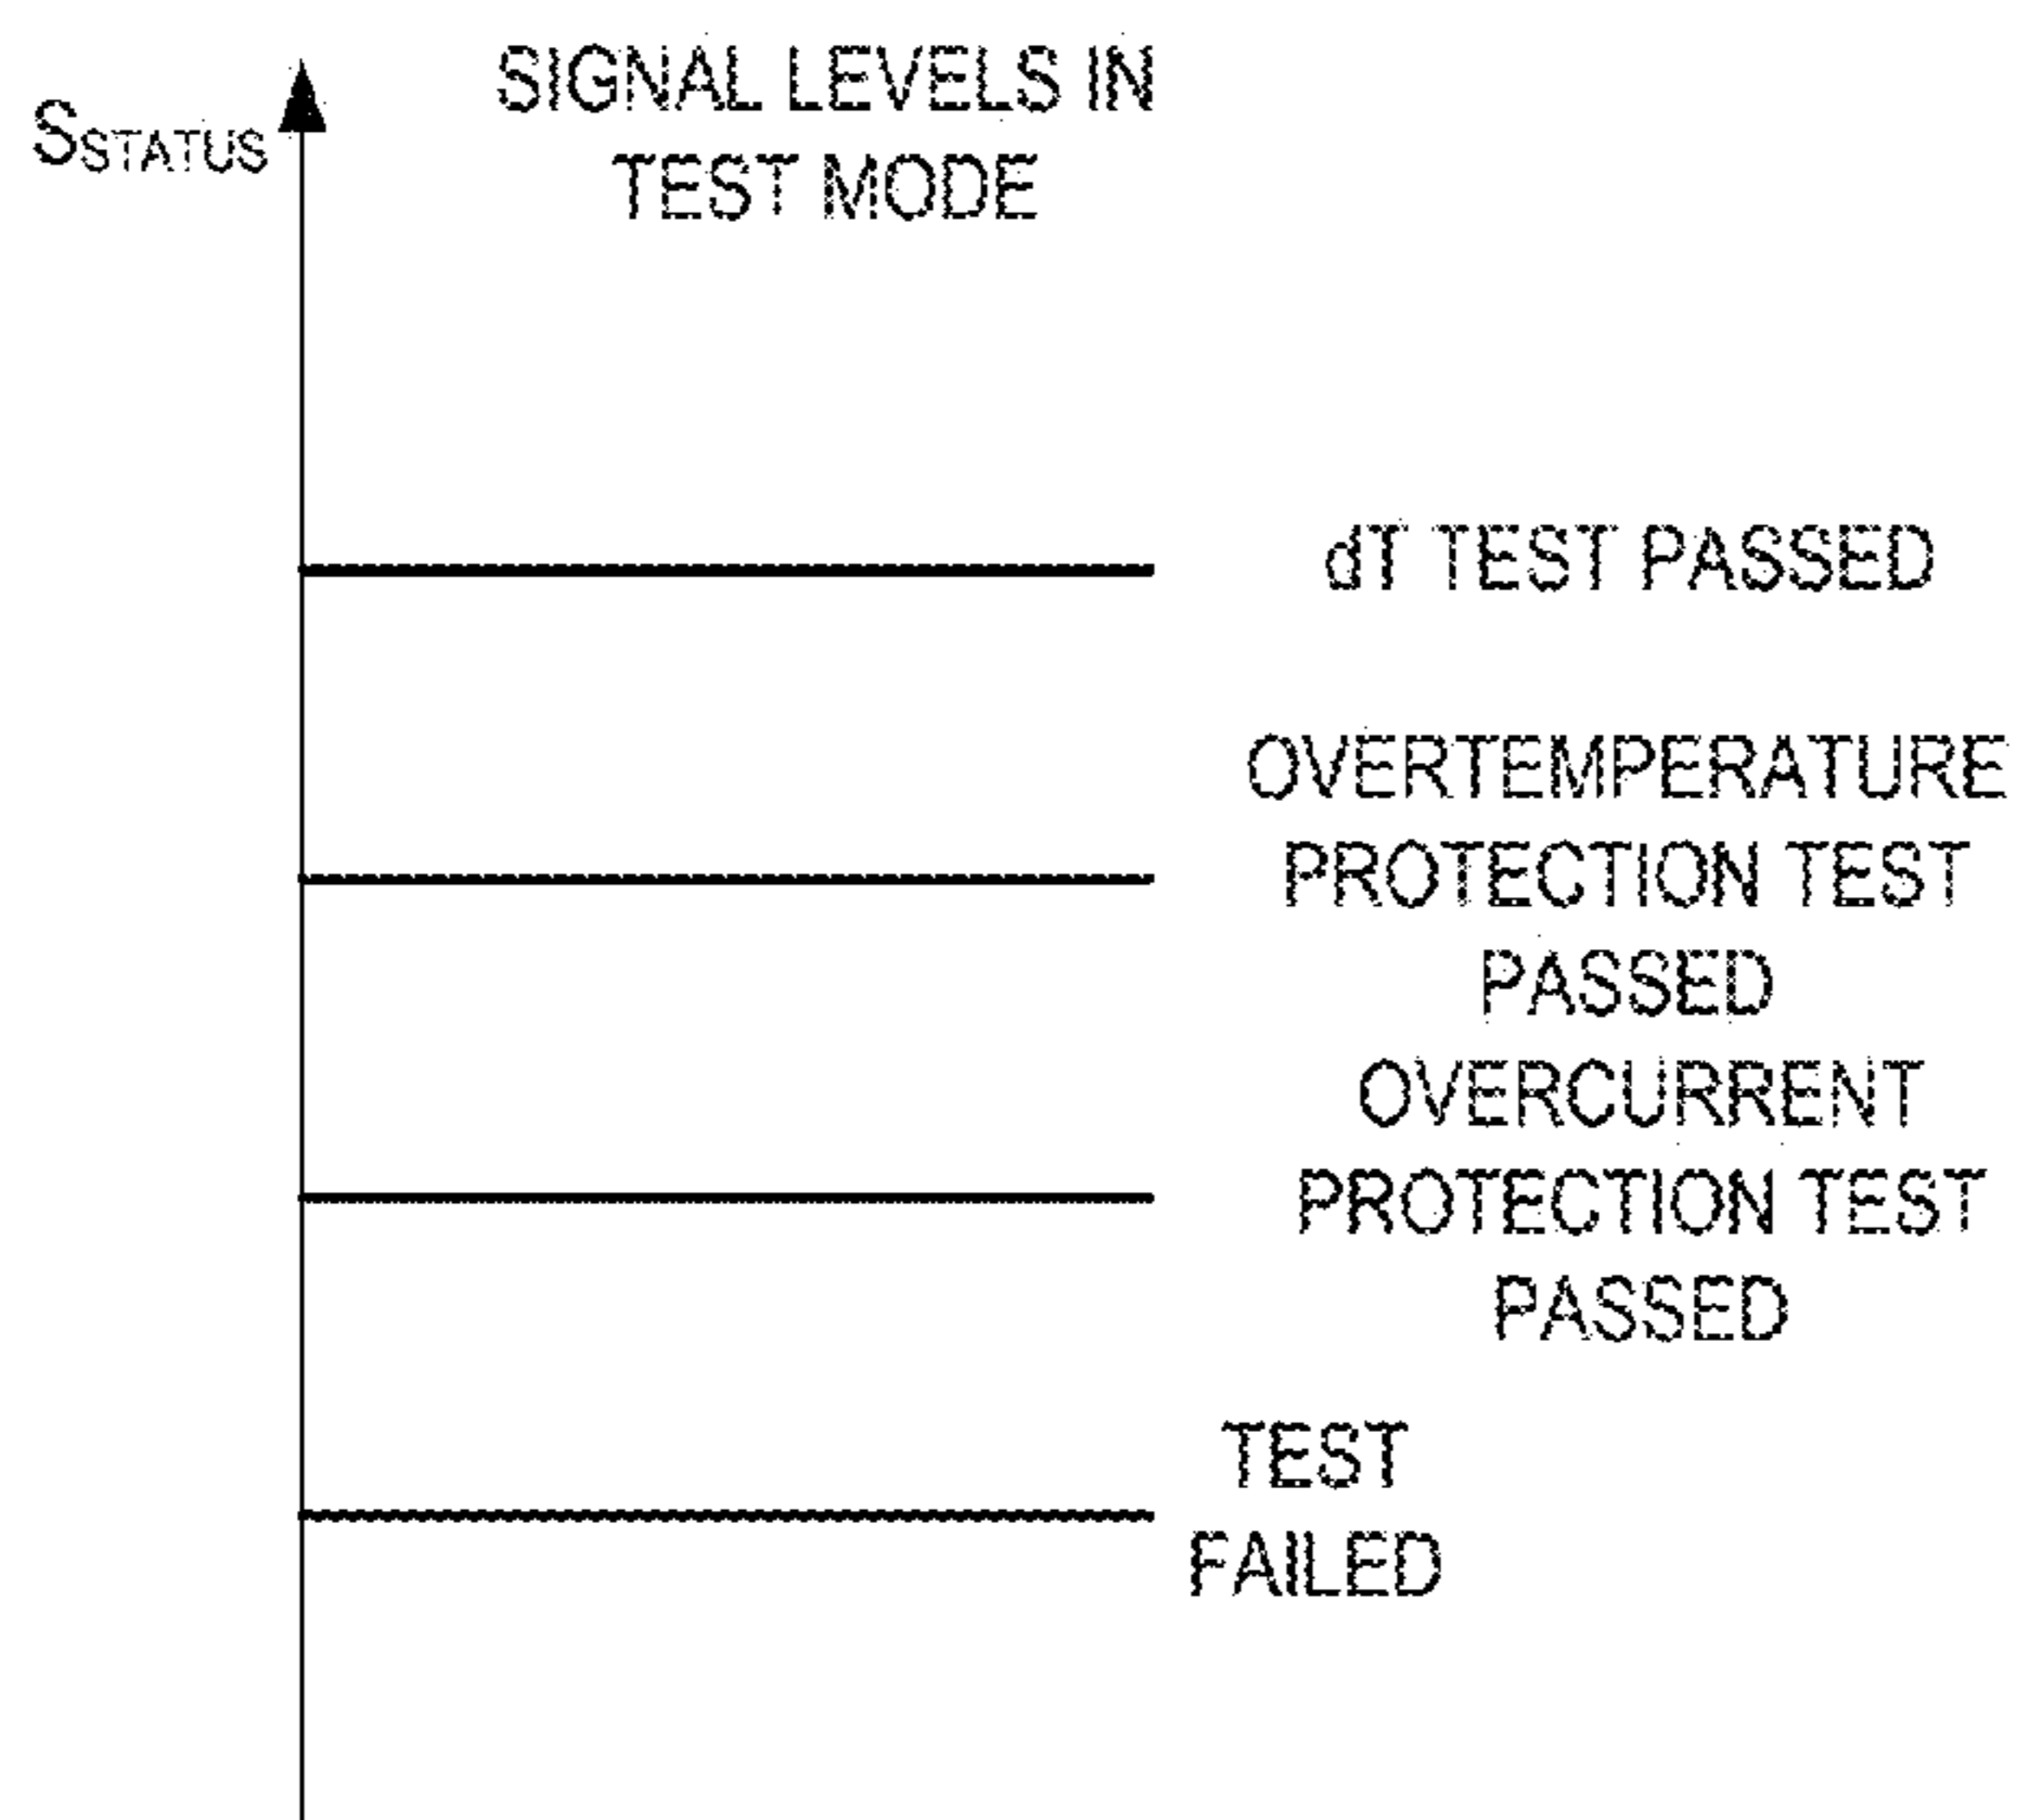 SIGNAL LEVELS IN
TEST MODE
SSTATUS
dT TEST PASSED
OVERTEMPERATURE
PROTECTION TEST
PASSED
OVERCURRENT
PROTECTION TEST
PASSED
TEST
FAILED